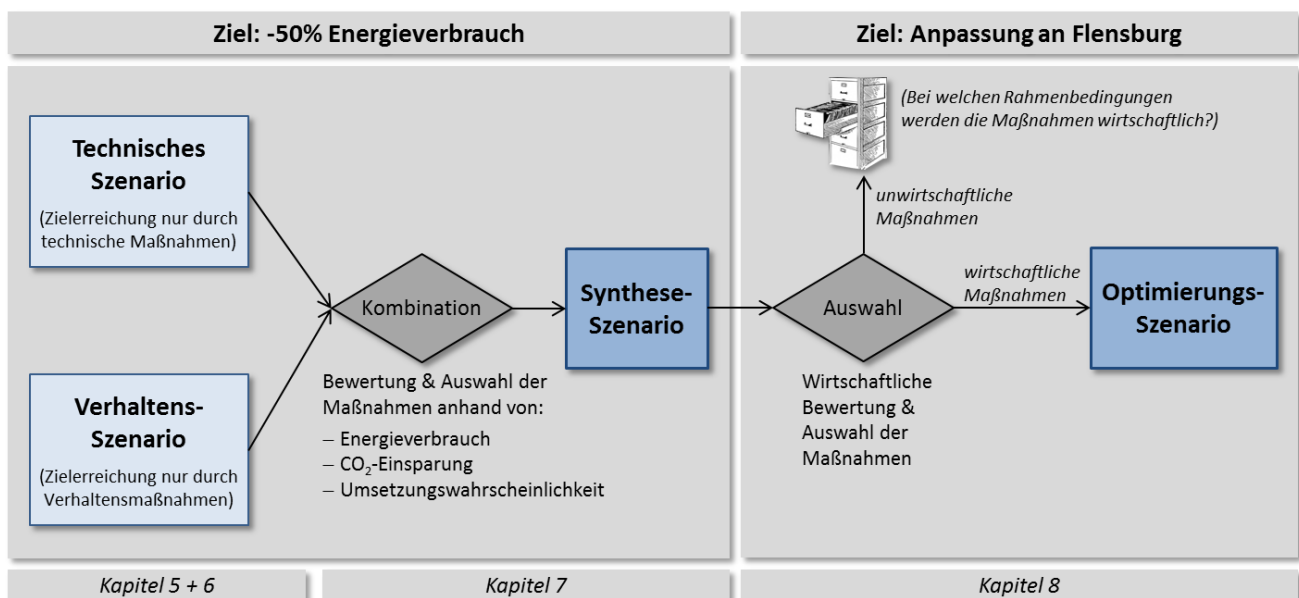 Ziel: -50% Energieverbrauch
Ziel: Anpassung an Flensburg
Technisches
Szenario
(Zielerreichung nur durch
technische Maßnahmen)
Verhaltens-
Szenario
(Zielerreichung nur durch
Verhaltensmaßnahmen)
Kombination
Bewertung & Auswahl der
Maßnahmen anhand von:
– Energieverbrauch
– CO₂-Einsparung
– Umsetzungswahrscheinlichkeit
Synthese-
Szenario
(Bei welchen Rahmenbedingungen
werden die Maßnahmen wirtschaftlich?)
unwirtschaftliche
Maßnahmen
Auswahl
Wirtschaftliche
Bewertung &
Auswahl der
Maßnahmen
wirtschaftliche
Maßnahmen
Optimierungs-
Szenario
Kapitel 5 + 6
Kapitel 7
Kapitel 8